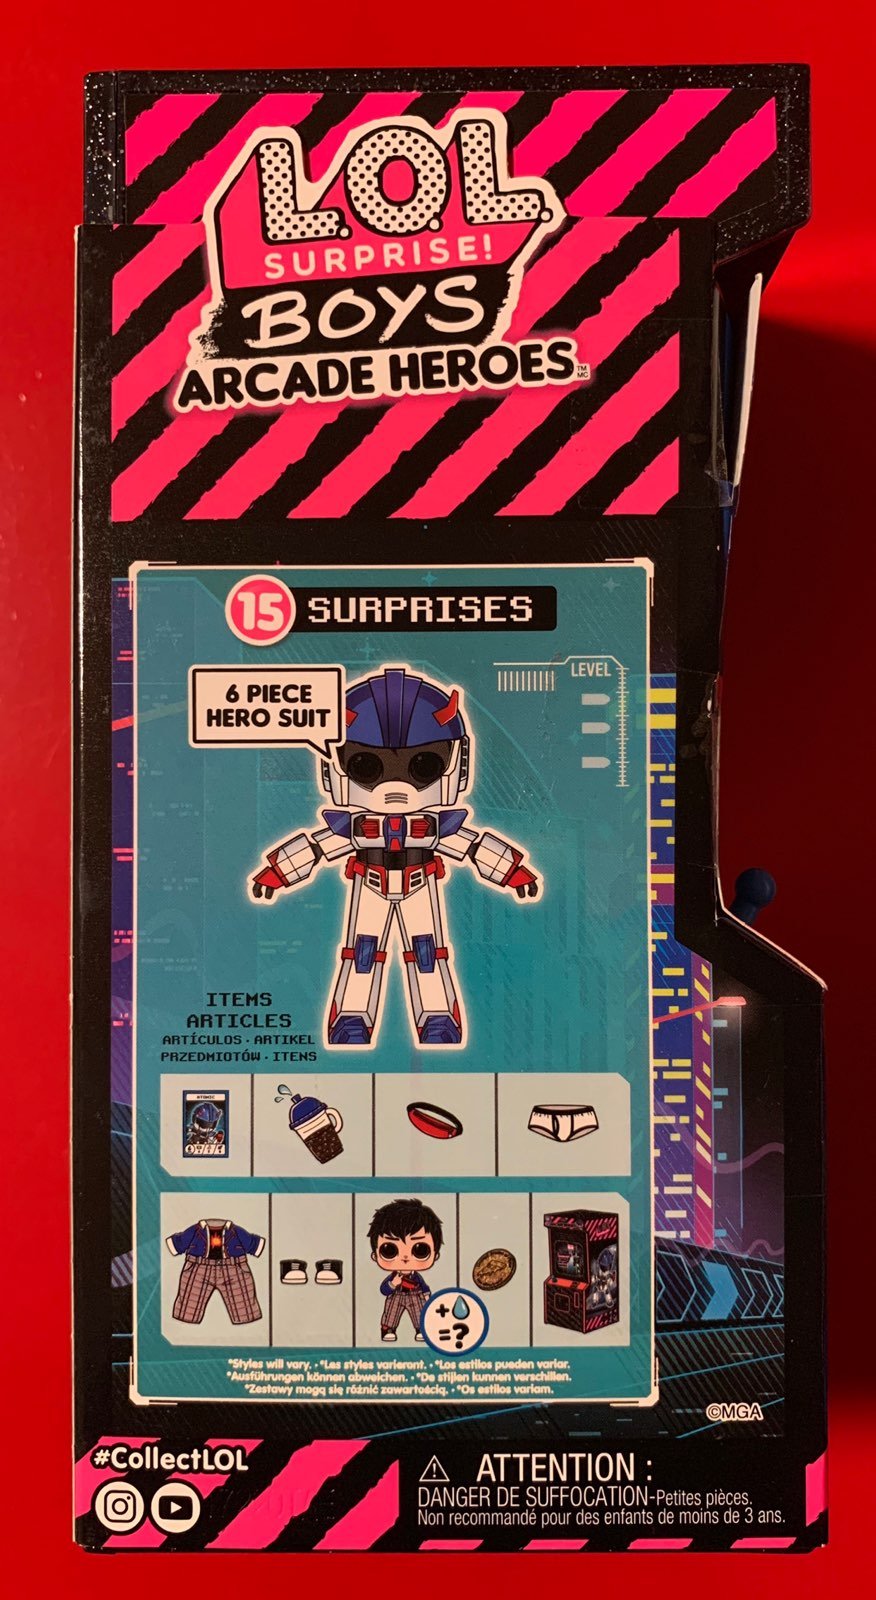 L.O.L.
SURPRISE!
BOYS
ARCADE HEROES™
MC
15 SURPRISES
6 PIECE
HERO SUIT
LEVEL
ITEMS
ARTICLES
ARTÍCULOS · ARTIKEL
PRZEDMIOTÓW · ITENS
ATOMIC
+
=?
*Styles will vary. · *Les styles varieront. · *Los estilos pueden variar.
*Ausführungen können abweichen. · *De stijlen kunnen verschillen.
*Zestawy mogą się różnić zawartością. · *Os estilos variam.
©MGA
#CollectLOL
ATTENTION :
DANGER DE SUFFOCATION-Petites pièces.
Non recommandé pour des enfants de moins de 3 ans.